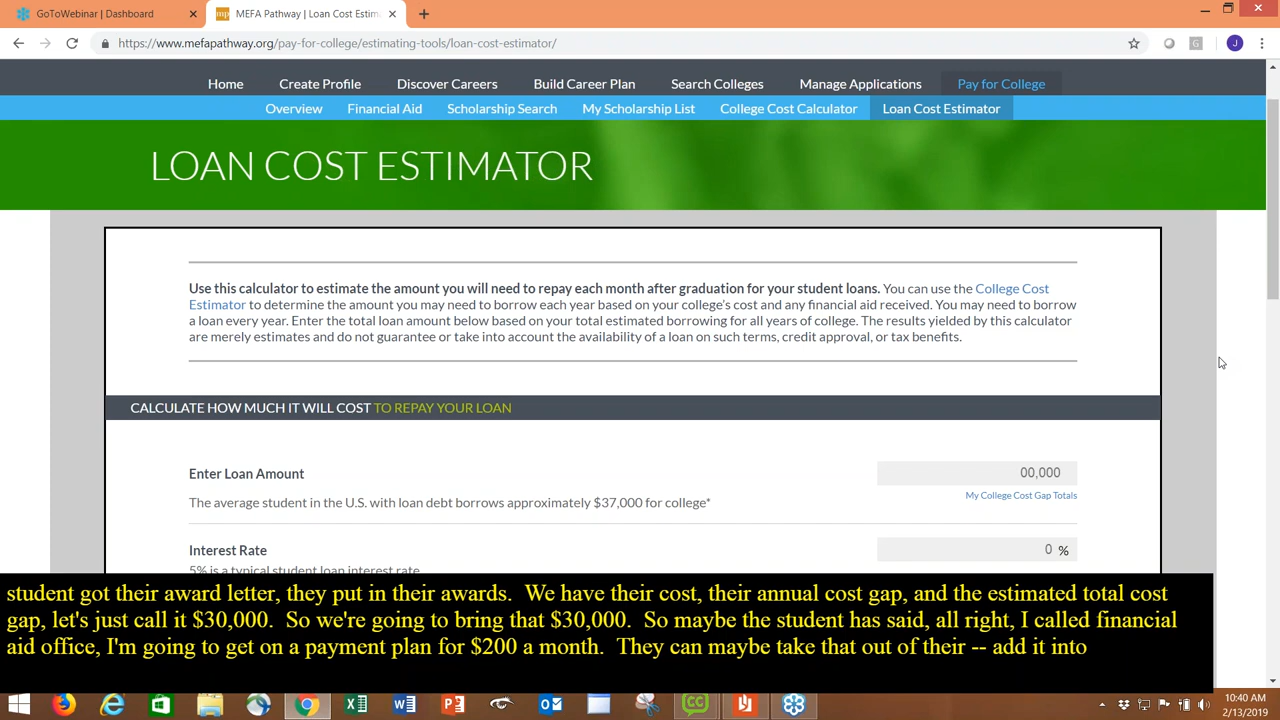 GoToWebinar | Dashboard
MEFA Pathway | Loan Cost Estim
https://www.mefapathway.org/pay-for-college/estimating-tools/loan-cost-estimator/
G
J
Home Create Profile Discover Careers Build Career Plan Search Colleges Manage Applications Pay for College
Overview Financial Aid Scholarship Search My Scholarship List College Cost Calculator Loan Cost Estimator
LOAN COST ESTIMATOR
Use this calculator to estimate the amount you will need to repay each month after graduation for your student loans. You can use the College Cost
Estimator to determine the amount you may need to borrow each year based on your college's cost and any financial aid received. You may need to borrow
a loan every year. Enter the total loan amount below based on your total estimated borrowing for all years of college. The results yielded by this calculator
are merely estimates and do not guarantee or take into account the availability of a loan on such terms, credit approval, or tax benefits.
CALCULATE HOW MUCH IT WILL COST TO REPAY YOUR LOAN
Enter Loan Amount 00,000
My College Cost Gap Totals
The average student in the U.S. with loan debt borrows approximately $37,000 for college*
Interest Rate 0 %
5% is a typical student loan interest rate
student got their award letter, they put in their awards.  We have their cost, their annual cost gap, and the estimated total cost
gap, let's just call it $30,000.  So we're going to bring that $30,000.  So maybe the student has said, all right, I called financial
aid office, I'm going to get on a payment plan for $200 a month.  They can maybe take that out of their -- add it into
10:40 AM
2/13/2019